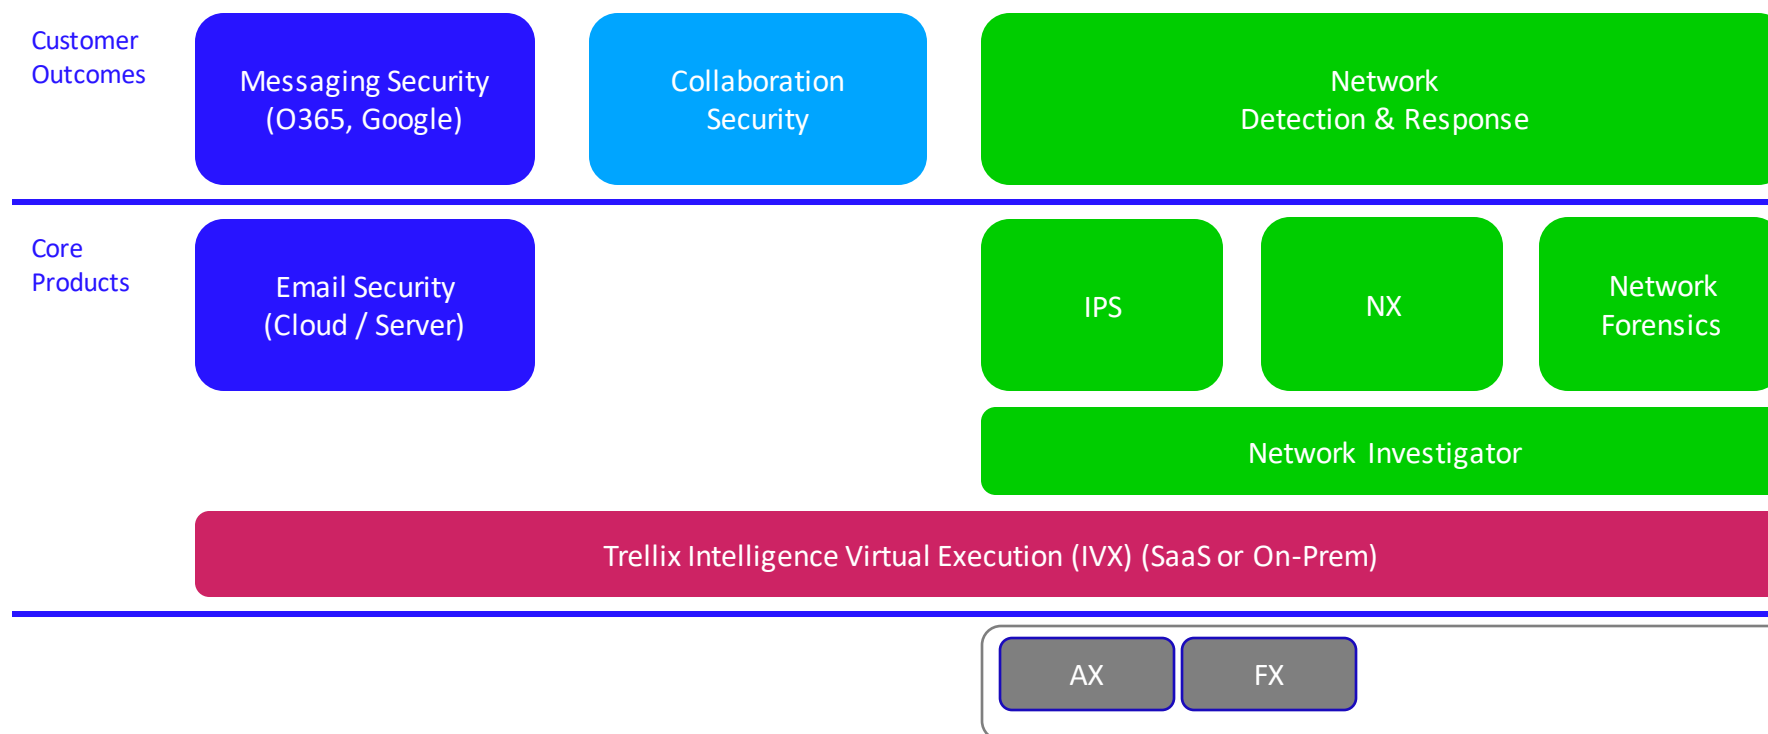 Customer
Outcomes
Messaging Security
(O365, Google)
Collaboration
Security
Network
Detection & Response
Core
Products
Email Security
(Cloud / Server)
IPS
NX
Network
Forensics
Network Investigator
Trellix Intelligence Virtual Execution (IVX) (SaaS or On-Prem)
AX
FX